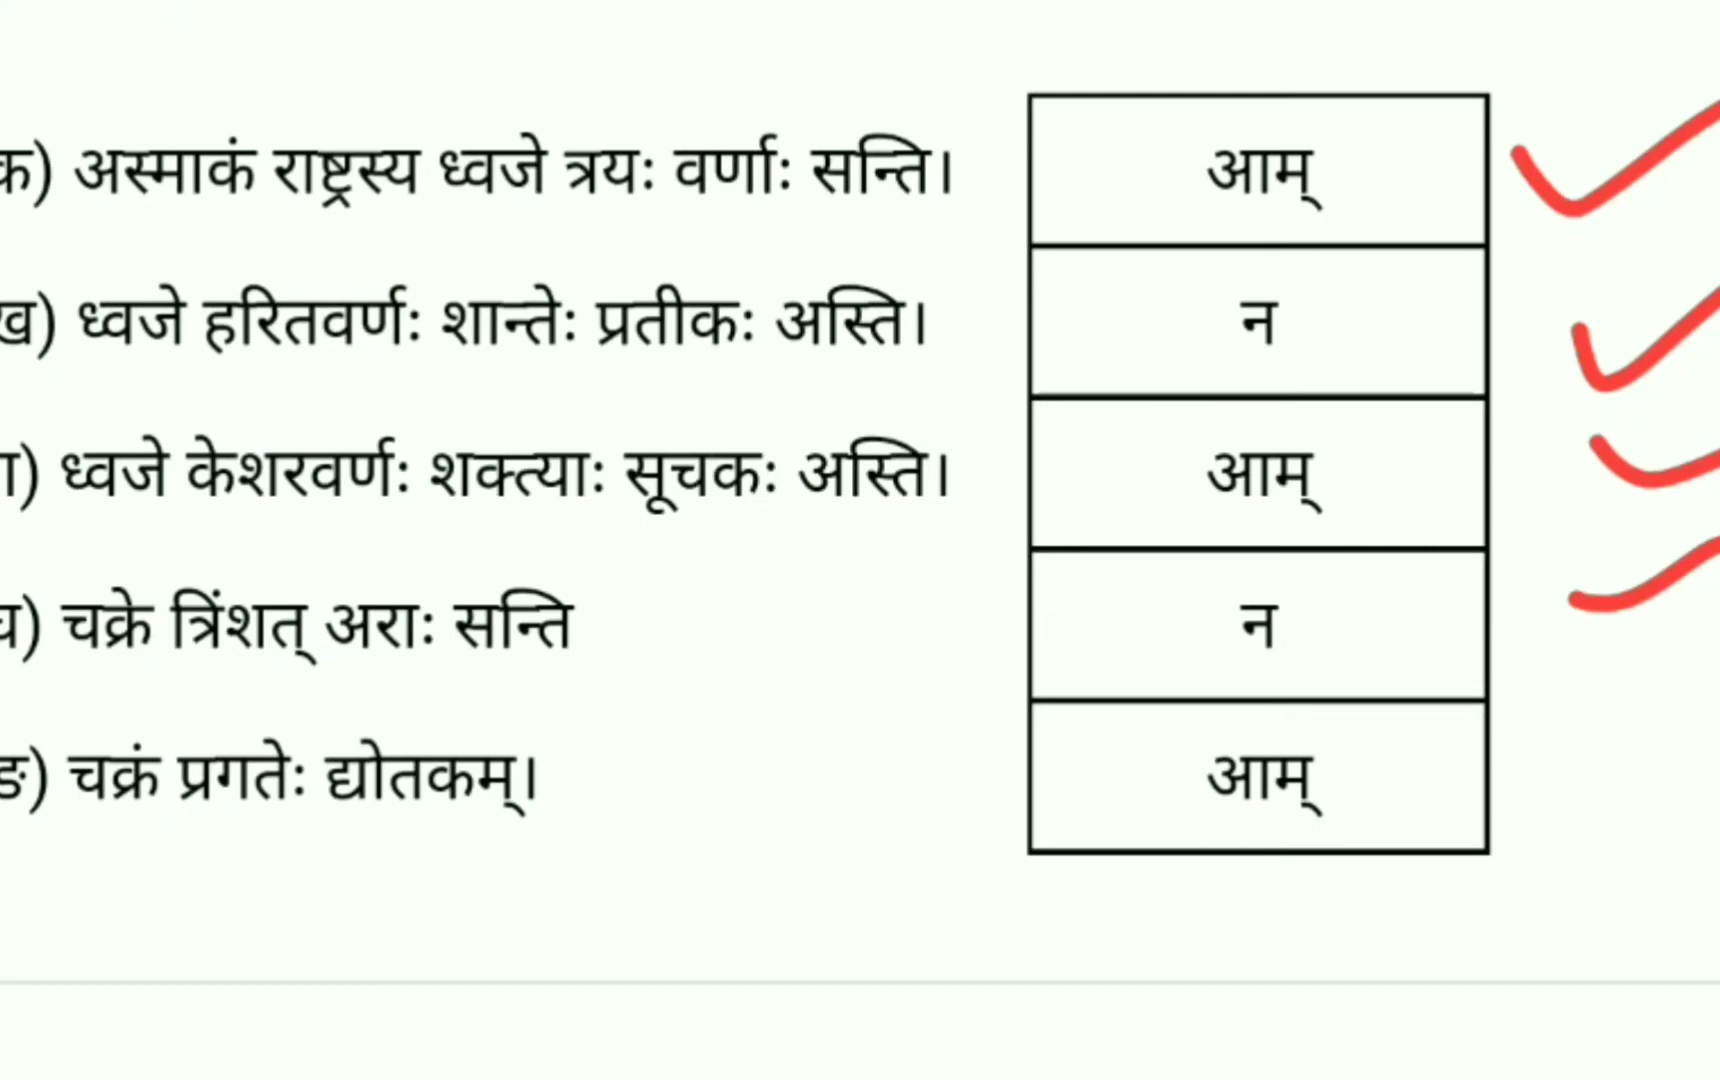 क) अस्माकं राष्ट्रस्य ध्वजे त्रयः वर्णाः सन्ति। आम्
ख) ध्वजे हरितवर्णः शान्तेः प्रतीकः अस्ति। न
ग) ध्वजे केशरवर्णः शक्त्याः सूचकः अस्ति। आम्
घ) चक्रे त्रिंशत् अराः सन्ति न
ङ) चक्रं प्रगतेः द्योतकम्। आम्